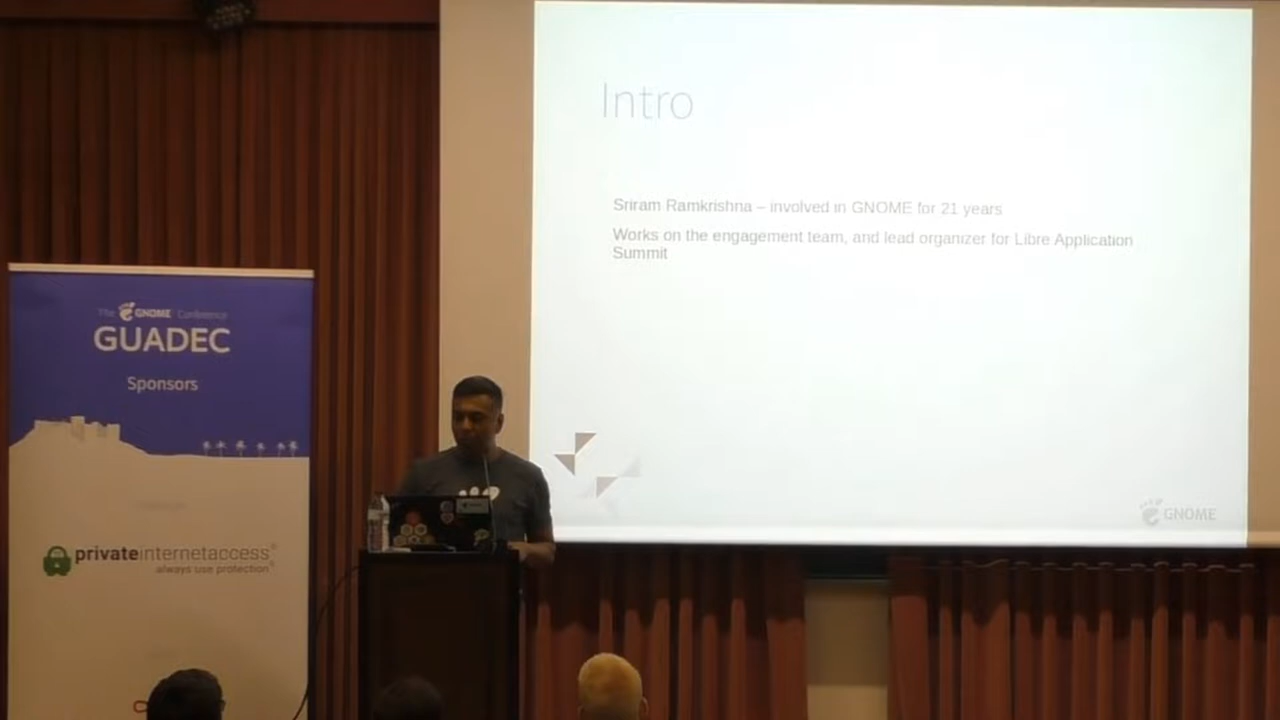 Intro
Sriram Ramkrishna – involved in GNOME for 21 years
Works on the engagement team, and lead organizer for Libre Application
Summit
GNOME
The GNOME Conference
GUADEC
Sponsors
privateinternetaccess®
always use protection